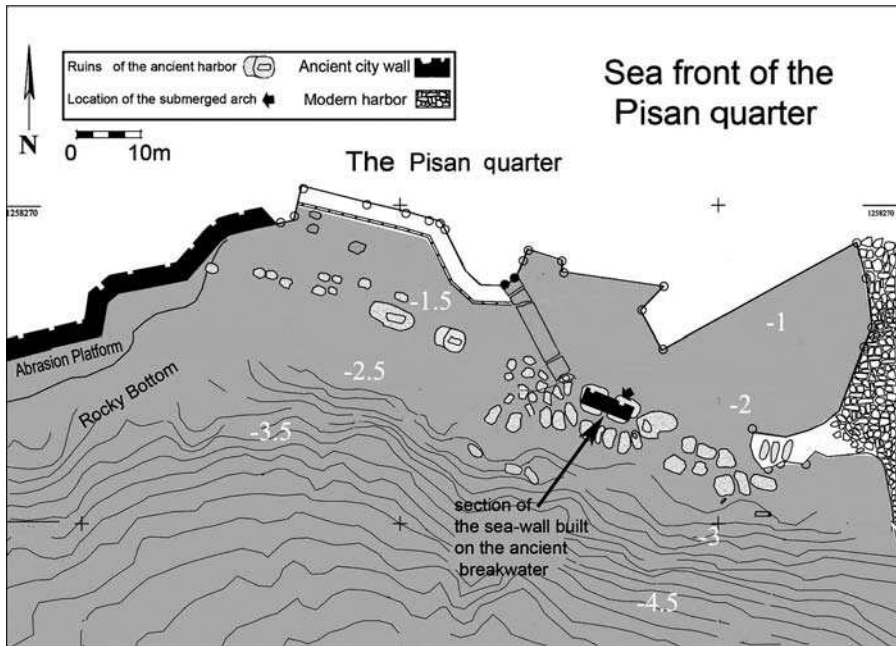 Ruins of the ancient harbor
Ancient city wall
Location of the submerged arch
Modern harbor
N
0 10m
Sea front of the
Pisan quarter
The Pisan quarter
1258270
1258270
-1.5
-1
Abrasion Platform
Rocky Bottom
-2.5
-2
-3.5
section of
the sea-wall built
on the ancient
breakwater
-3
-4.5